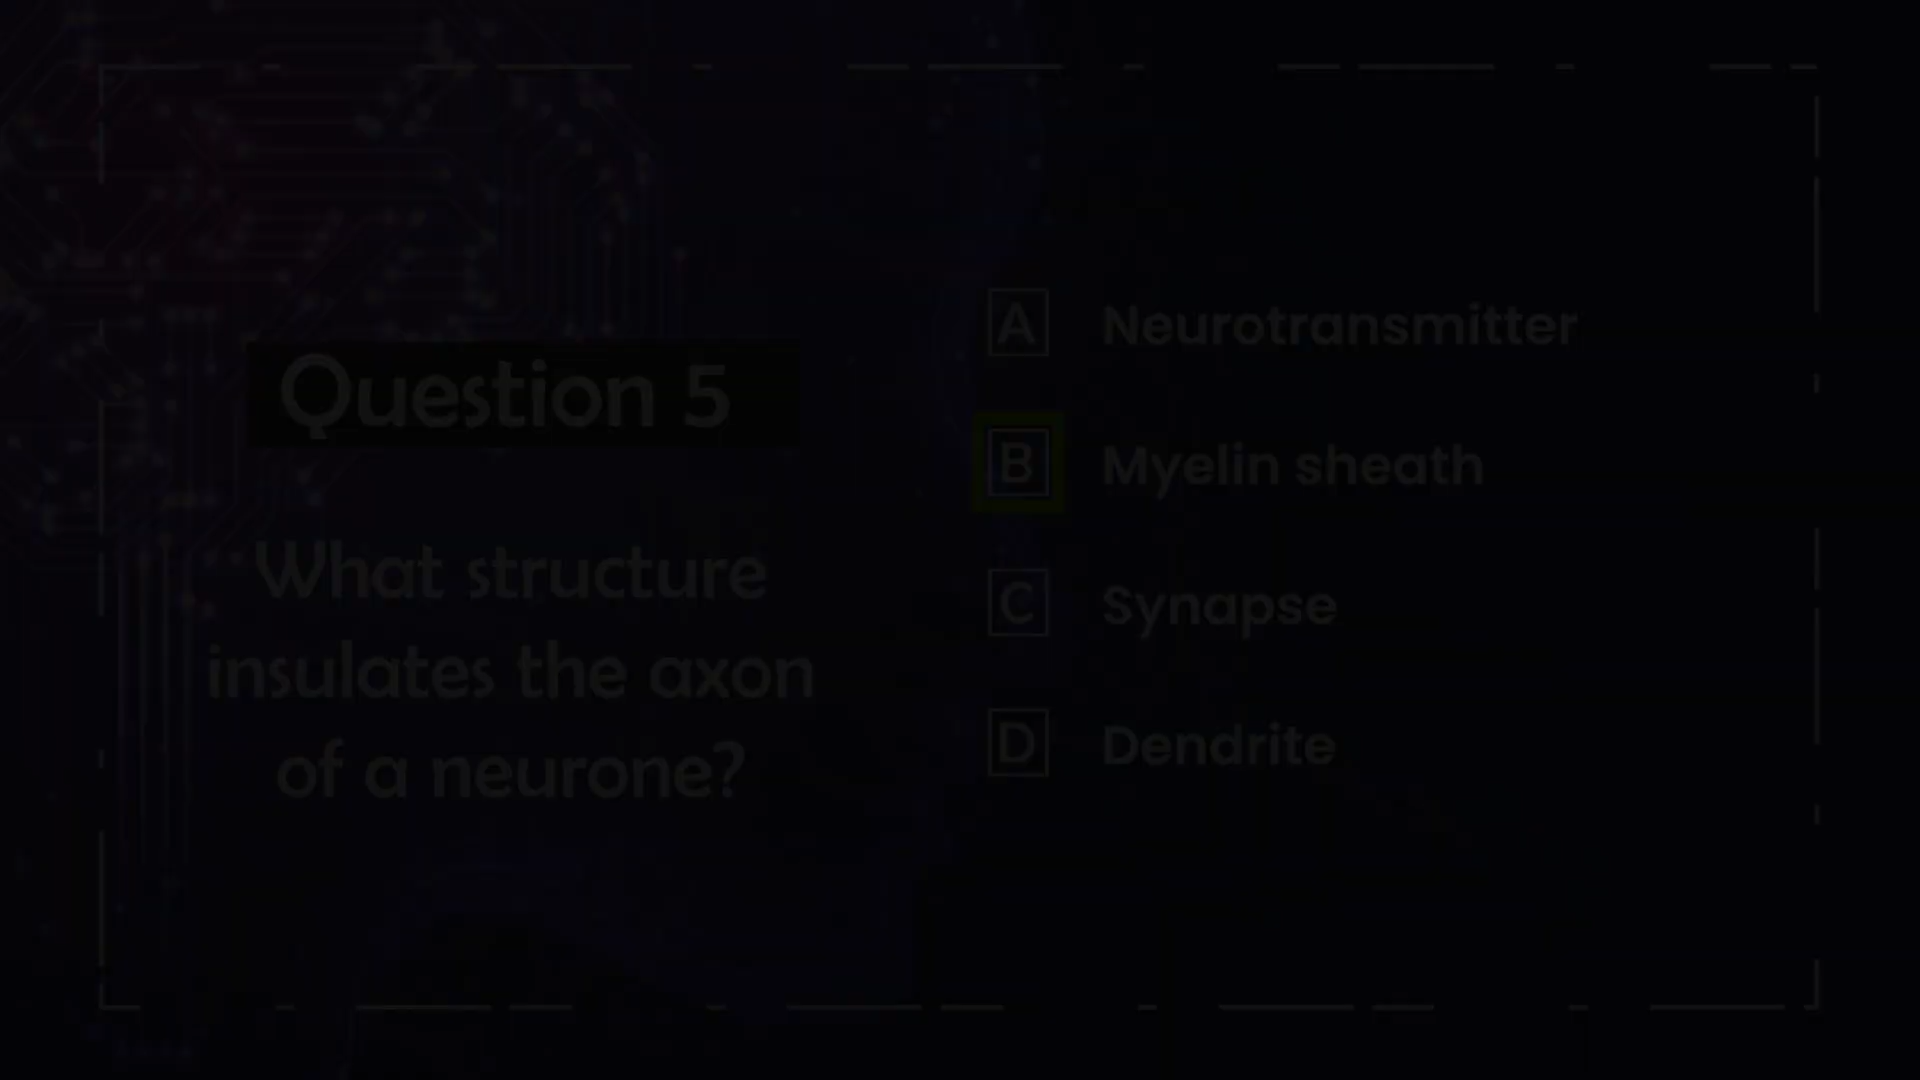 Question 5
What structure
insulates the axon
of a neurone?
A Neurotransmitter
B Myelin sheath
C Synapse
D Dendrite